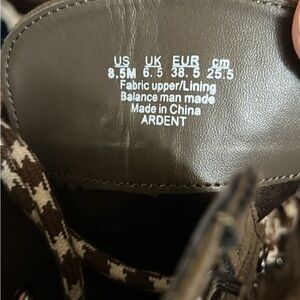 US UK EUR cm
8.5M 6.5 38.5 25.5
Fabric upper/Lining
Balance man made
Made in China
ARDENT